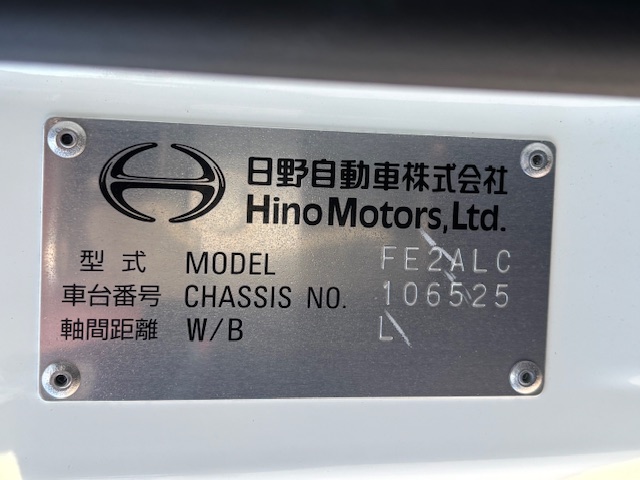 日野自動車株式会社
Hino Motors, Ltd.
型式 MODEL FE2ALC
車台番号 CHASSIS NO. 106525
軸間距離 W/B L